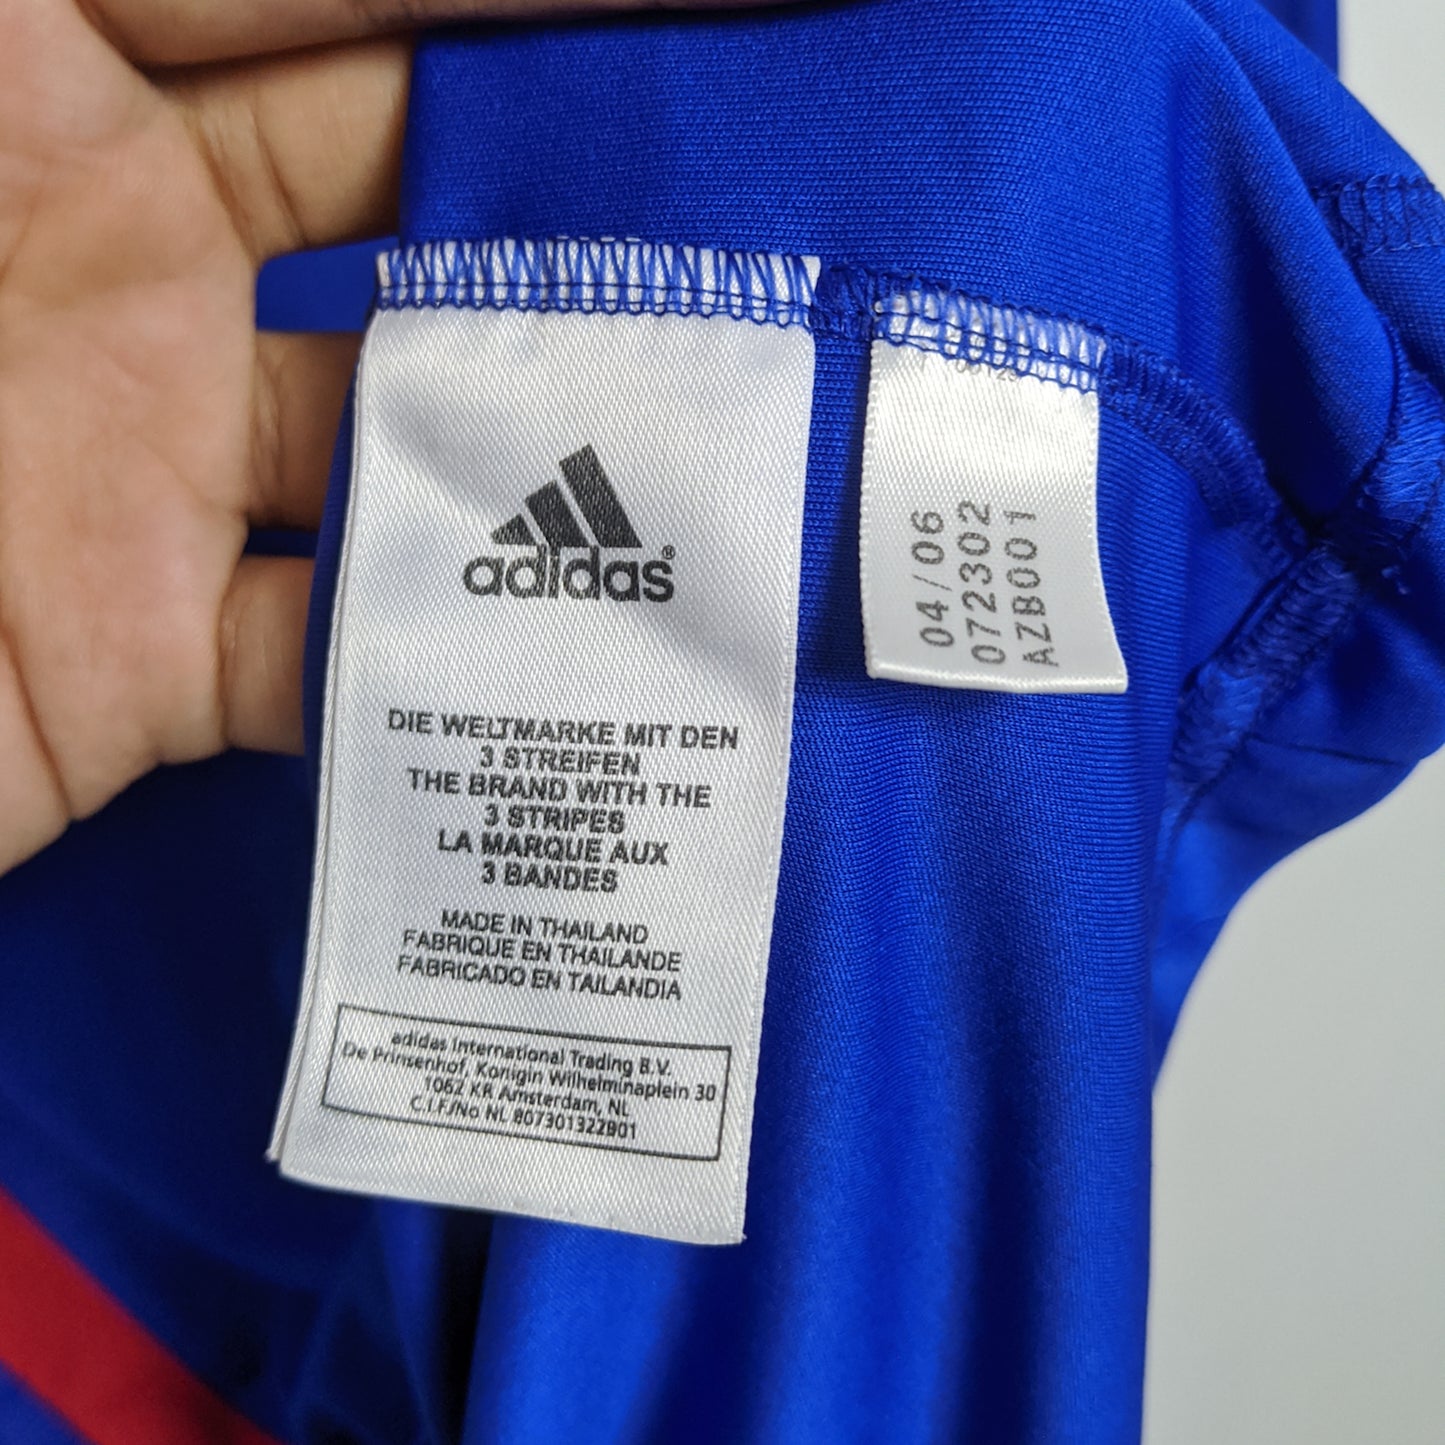 adidas®
DIE WELTMARKE MIT DEN
3 STREIFEN
THE BRAND WITH THE
3 STRIPES
LA MARQUE AUX
3 BANDES
MADE IN THAILAND
FABRIQUE EN THAILANDE
FABRICADO EN TAILANDIA
adidas International Trading B.V.
De Prinsenhof, Konigin Wilhelminaplein 30
1062 KR Amsterdam, NL
C.I.F/No NL 807301322B01
04/06
072302
AZB001